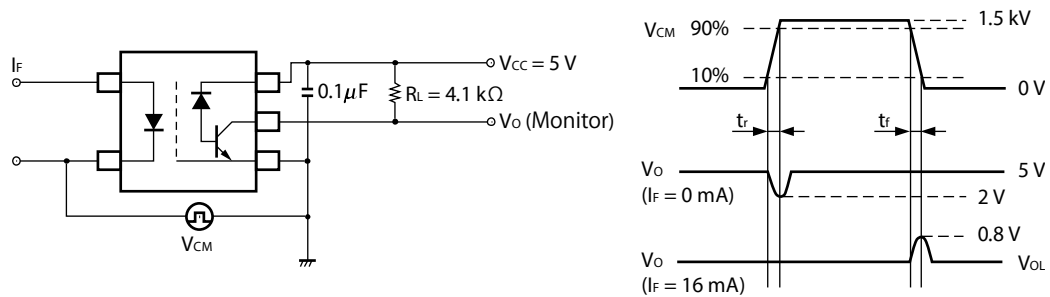 IF
VCC = 5 V
0.1μF
RL = 4.1 kΩ
VO (Monitor)
VCM
VCM 90%
1.5 kV
10%
0 V
tr
tf
VO
(IF = 0 mA)
5 V
2 V
0.8 V
VO
(IF = 16 mA)
VOL